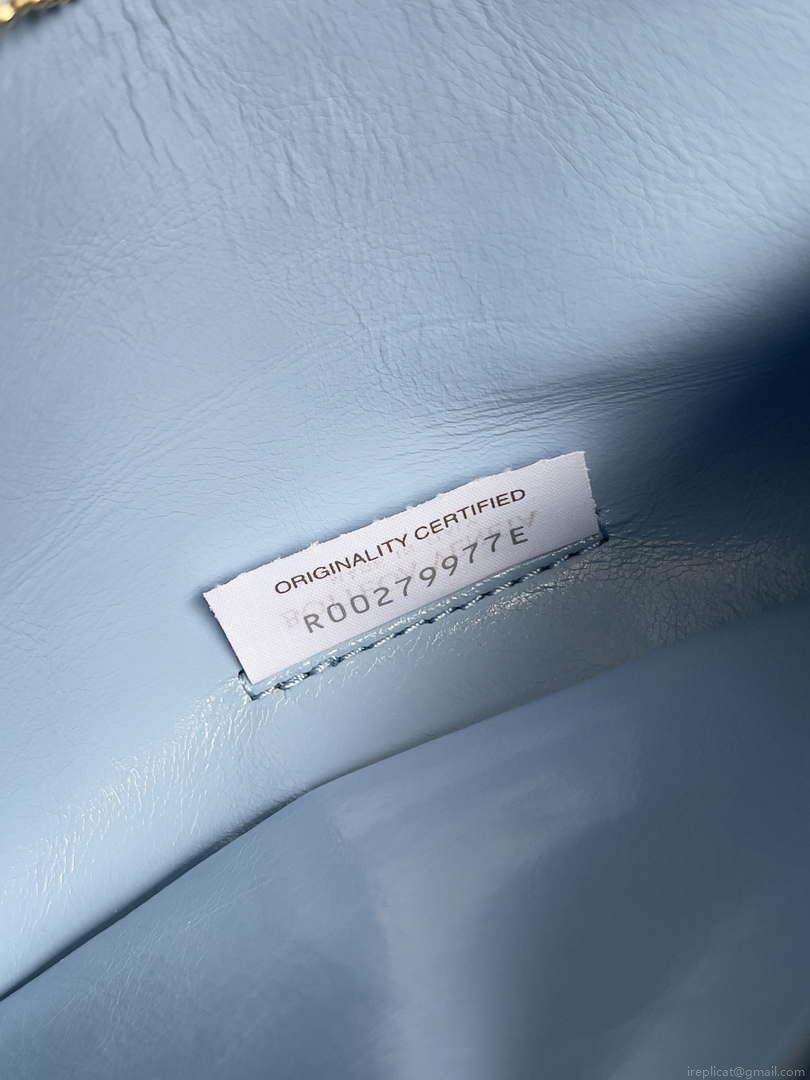 ORIGINALITY CERTIFIED
R00279977E
ireplicat@gmail.com